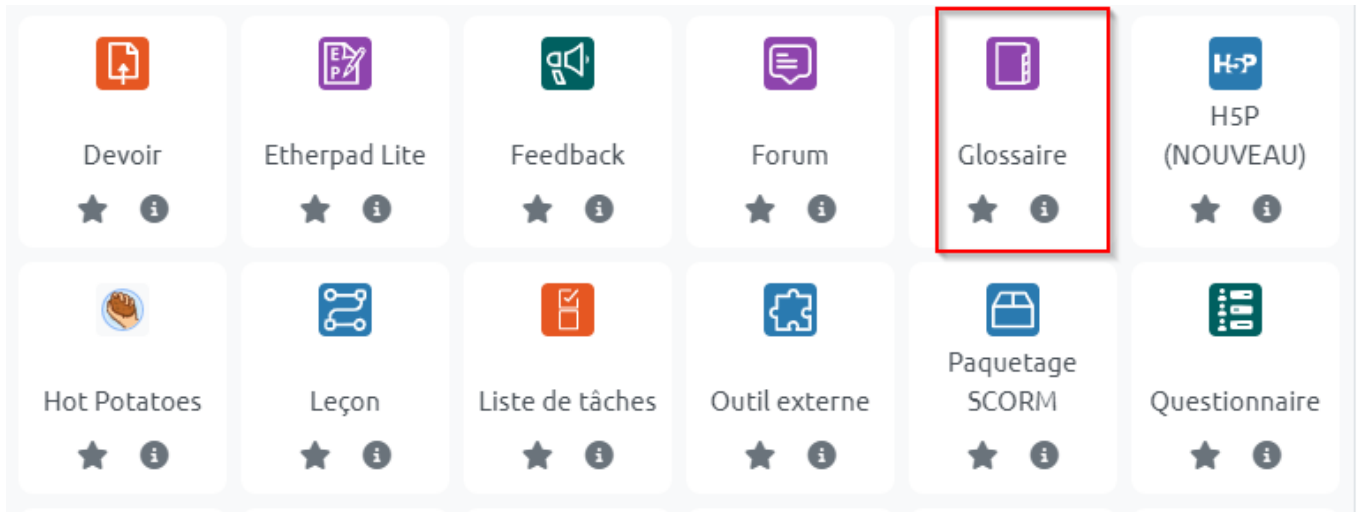 E
P
H5P
Devoir
Etherpad Lite
Feedback
Forum
Glossaire
H5P
(NOUVEAU)
Hot Potatoes
Leçon
Liste de tâches
Outil externe
Paquetage
SCORM
Questionnaire